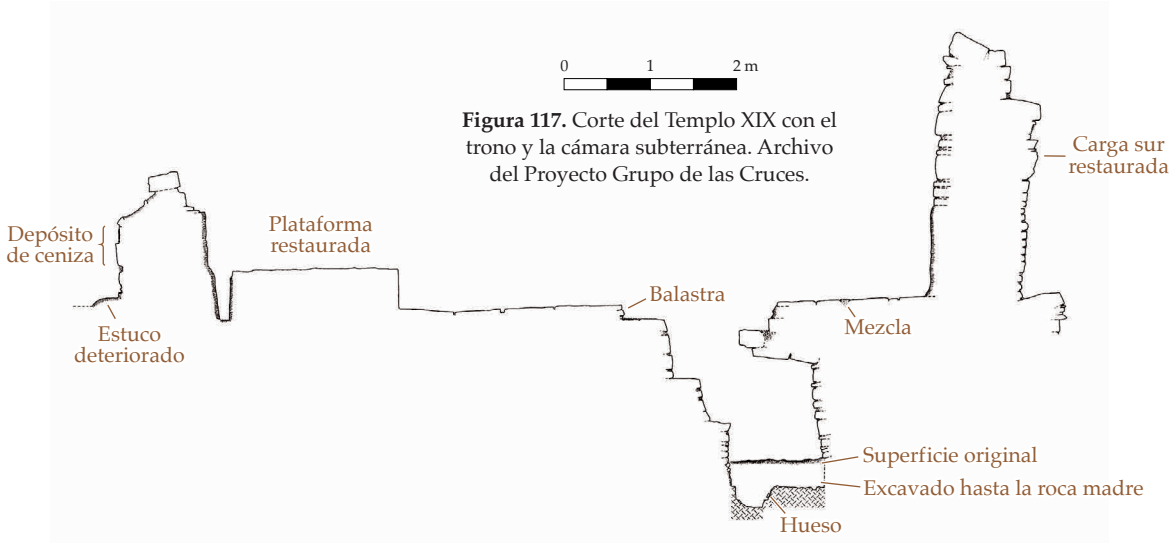 0 1 2 m
Figura 117. Corte del Templo XIX con el
trono y la cámara subterránea. Archivo
del Proyecto Grupo de las Cruces.
Carga sur
restaurada
Depósito
de ceniza
Plataforma
restaurada
Balastra
Mezcla
Estuco
deteriorado
Superficie original
Excavado hasta la roca madre
Hueso